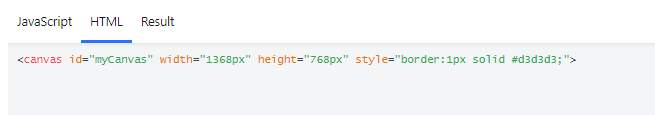 JavaScript HTML Result
<canvas id="myCanvas" width="1368px" height="768px" style="border:1px solid #d3d3d3;">